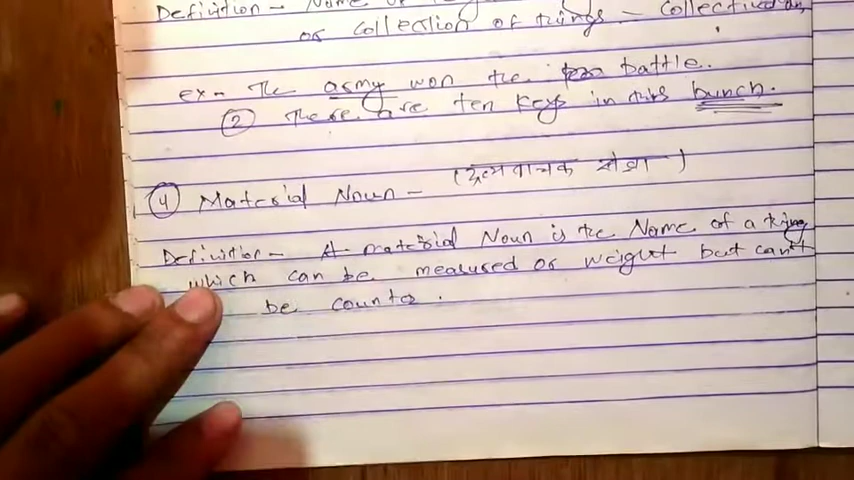 Definition - Name of
or collection of things - Collective
ex - The army won the battle.
② There are ten keys in this bunch.
④ Material Noun - (द्रव्यवाचक संज्ञा)
Definition - A material Noun is the Name of a thing
which can be measured or weight but can't
be counte.